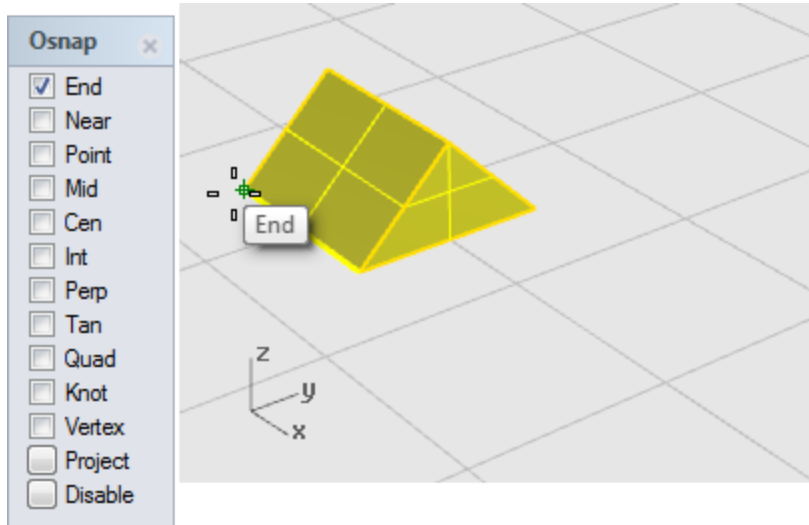 Osnap
End
Near
Point
Mid
Cen
Int
Perp
Tan
Quad
Knot
Vertex
Project
Disable
End
z
y
x